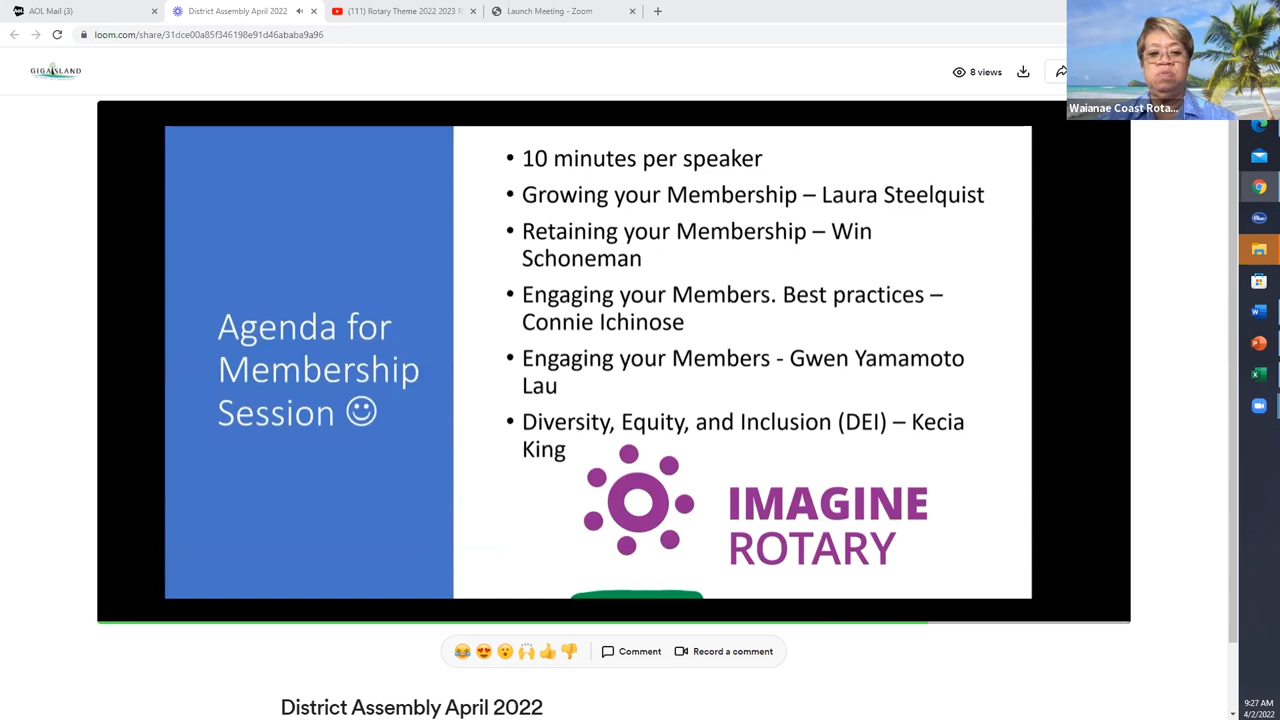 AOL Mail (3)
District Assembly April 2022
(111) Rotary Theme 2022 2023 R
Launch Meeting - Zoom
loom.com/share/31dce00a85f346198e91d46ababa9a96
GIGAISLAND
8 views
Waianae Coast Rota...
• 10 minutes per speaker
• Growing your Membership – Laura Steelquist
• Retaining your Membership – Win
Schoneman
• Engaging your Members. Best practices –
Connie Ichinose
• Engaging your Members - Gwen Yamamoto
Lau
• Diversity, Equity, and Inclusion (DEI) – Kecia
King
Agenda for
Membership
Session ☺
IMAGINE
ROTARY
Comment
Record a comment
District Assembly April 2022
9:27 AM
4/2/2022